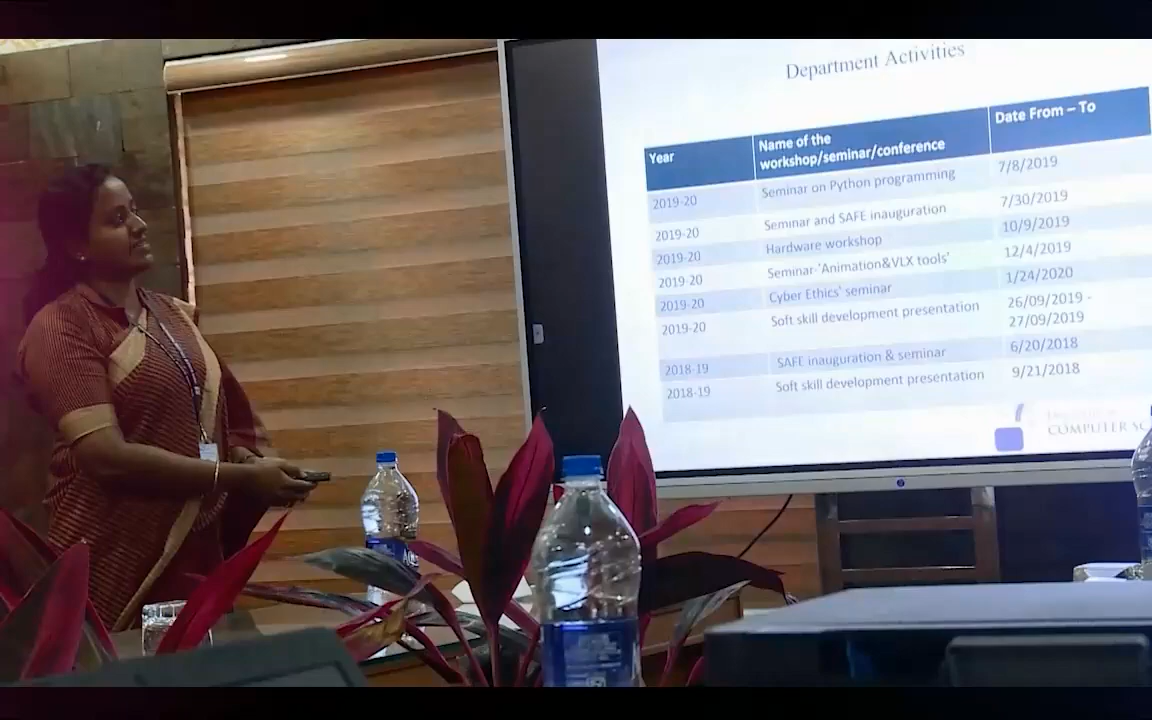 Department Activities
Year Name of the workshop/seminar/conference Date From – To
2019-20 Seminar on Python programming 7/8/2019
2019-20 Seminar and SAFE inauguration 7/30/2019
2019-20 Hardware workshop 10/9/2019
2019-20 Seminar-'Animation&VLX tools' 12/4/2019
2019-20 Cyber Ethics' seminar 1/24/2020
2019-20 Soft skill development presentation 26/09/2019 -
27/09/2019
2018-19 SAFE inauguration & seminar 6/20/2018
2018-19 Soft skill development presentation 9/21/2018
COMPUTER SC